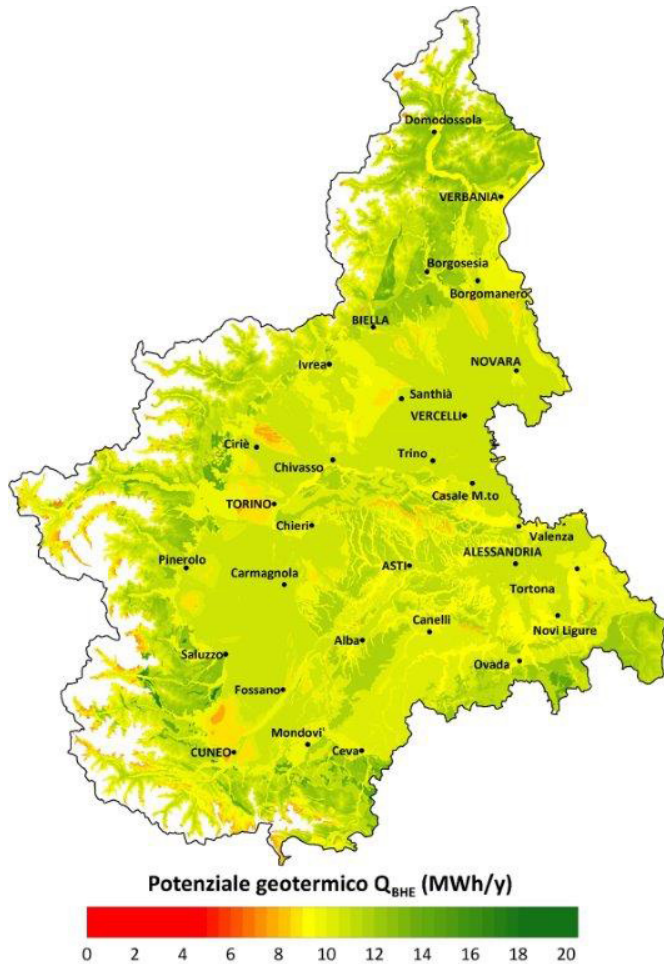 Domodossola
VERBANIA
Borgosesia
Borgomanero
BIELLA
Ivrea
NOVARA
Santhià
VERCELLI
Ciriè
Chivasso
Trino
Casale M.to
TORINO
Chieri
Valenza
Pinerolo
ASTI
ALESSANDRIA
Carmagnola
Tortona
Canelli
Novi Ligure
Alba
Saluzzo
Ovada
Fossano
Mondovi'
CUNEO
Ceva
Potenziale geotermico QBHE (MWh/y)
0 2 4 6 8 10 12 14 16 18 20